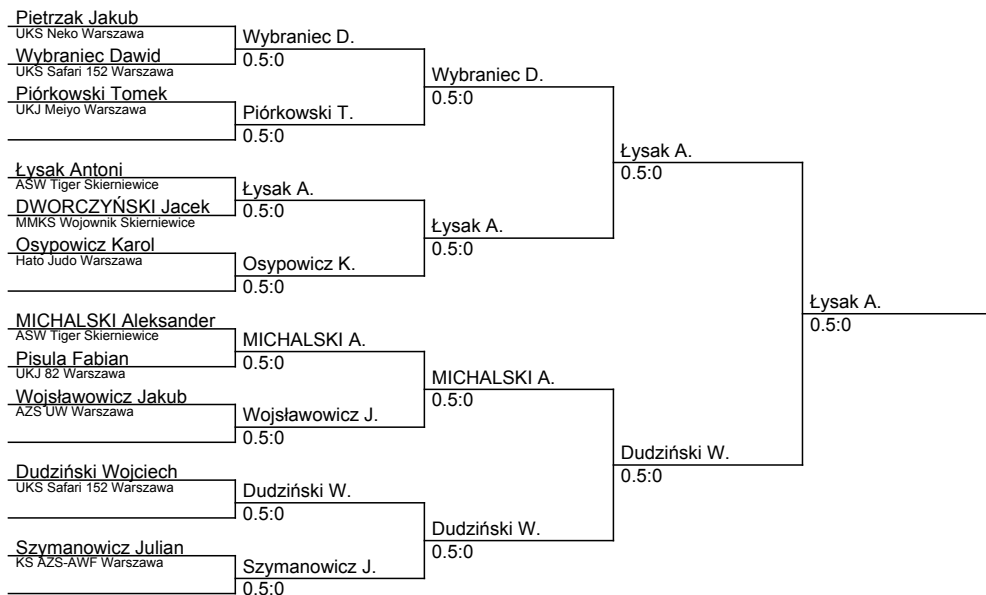 Pietrzak Jakub
UKS Neko Warszawa
Wybraniec Dawid
UKS Safari 152 Warszawa
Piórkowski Tomek
UKJ Meiyo Warszawa
Łysak Antoni
ASW Tiger Skierniewice
DWORCZYŃSKI Jacek
MMKS Wojownik Skierniewice
Osypowicz Karol
Hato Judo Warszawa
MICHALSKI Aleksander
ASW Tiger Skierniewice
Pisula Fabian
UKJ 82 Warszawa
Wojsławowicz Jakub
AZS UW Warszawa
Dudziński Wojciech
UKS Safari 152 Warszawa
Szymanowicz Julian
KS AZS-AWF Warszawa
Wybraniec D.
0.5:0
Piórkowski T.
0.5:0
Łysak A.
0.5:0
Osypowicz K.
0.5:0
MICHALSKI A.
0.5:0
Wojsławowicz J.
0.5:0
Dudziński W.
0.5:0
Szymanowicz J.
0.5:0
Wybraniec D.
0.5:0
Łysak A.
0.5:0
MICHALSKI A.
0.5:0
Dudziński W.
0.5:0
Łysak A.
0.5:0
Dudziński W.
0.5:0
Łysak A.
0.5:0